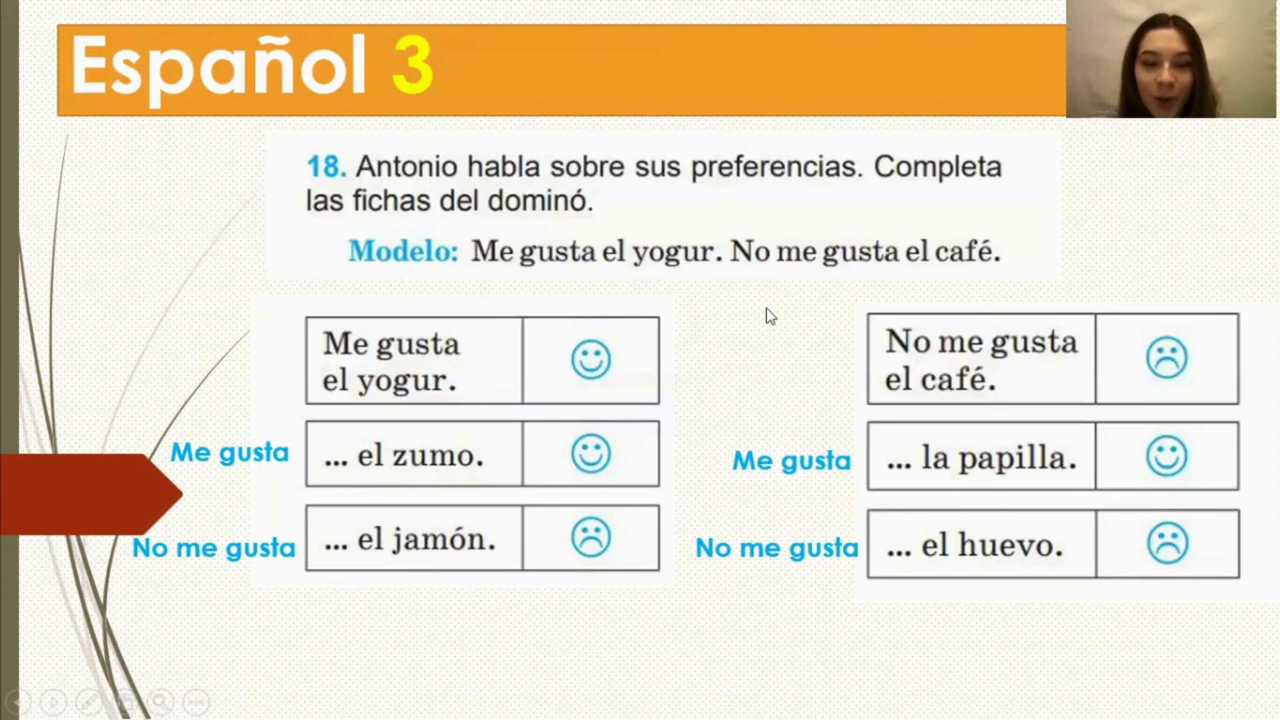 Español 3
18. Antonio habla sobre sus preferencias. Completa
las fichas del dominó.
Modelo: Me gusta el yogur. No me gusta el café.
Me gusta
el yogur.
Me gusta ... el zumo.
No me gusta ... el jamón.
No me gusta
el café.
Me gusta ... la papilla.
No me gusta ... el huevo.